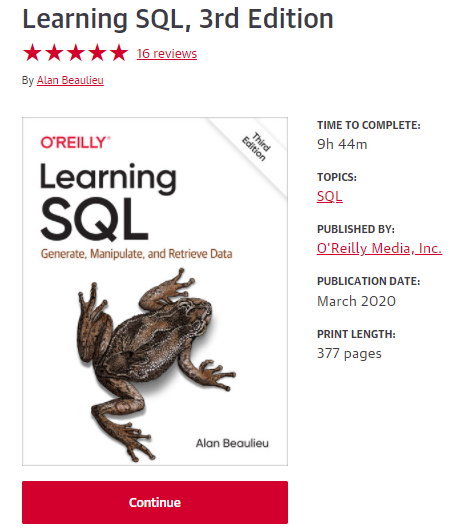 Learning SQL, 3rd Edition
16 reviews
By Alan Beaulieu
O'REILLY®
Third
Edition
Learning
SQL
Generate, Manipulate, and Retrieve Data
Alan Beaulieu
Continue
TIME TO COMPLETE:
9h 44m
TOPICS:
SQL
PUBLISHED BY:
O'Reilly Media, Inc.
PUBLICATION DATE:
March 2020
PRINT LENGTH:
377 pages